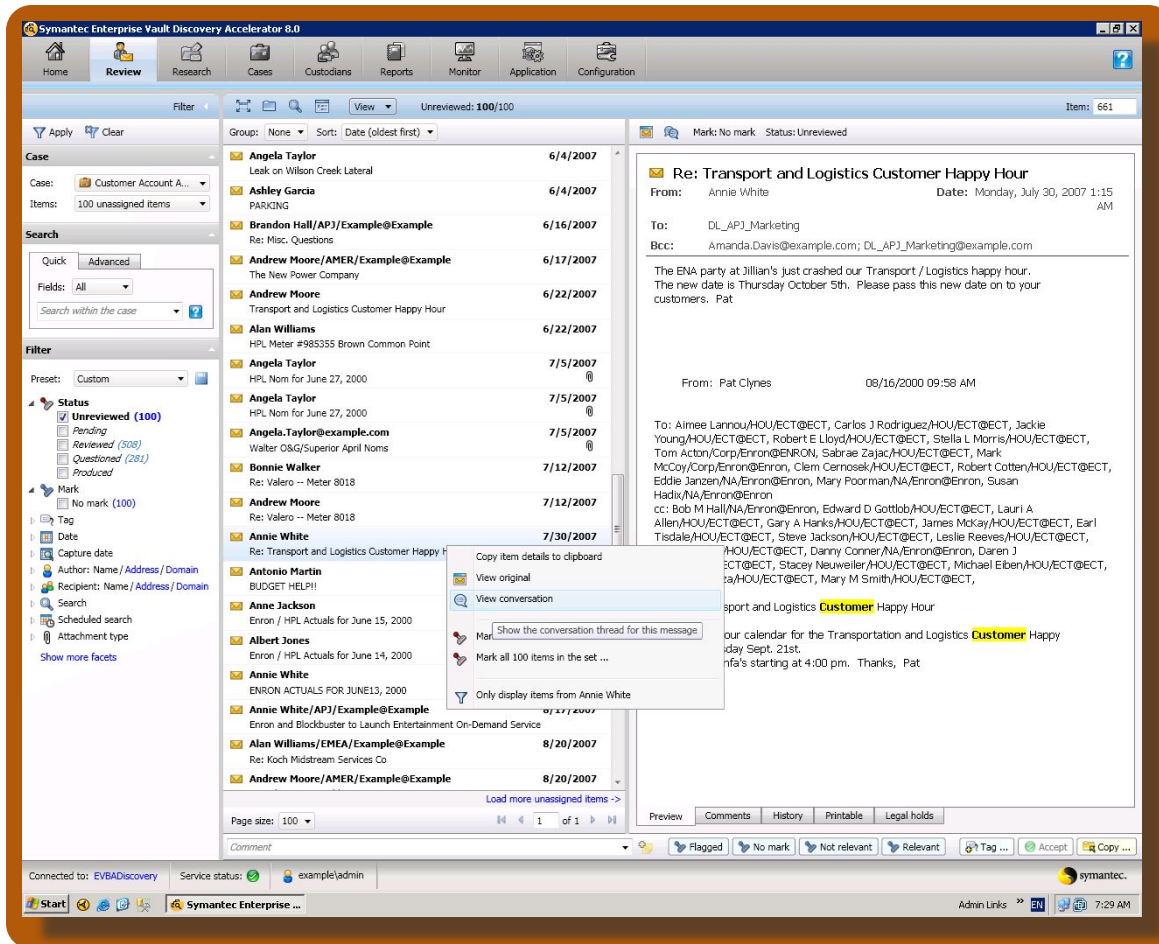 Symantec Enterprise Vault Discovery Accelerator 8.0
Home Review Research Cases Custodians Reports Monitor Application Configuration
Filter
View Unreviewed: 100/100
Item: 661
Apply Clear
Group: None Sort: Date (oldest first)
Mark: No mark Status: Unreviewed
Case
Case: Customer Account A...
Items: 100 unassigned items
Search
Quick Advanced
Fields: All
Search within the case
Filter
Preset: Custom
Status
Unreviewed (100)
Pending
Reviewed (508)
Questioned (281)
Produced
Mark
No mark (100)
Tag
Date
Capture date
Author: Name / Address / Domain
Recipient: Name / Address / Domain
Search
Scheduled search
Attachment type
Show more facets
Angela Taylor 6/4/2007
Leak on Wilson Creek Lateral
Ashley Garcia 6/4/2007
PARKING
Brandon Hall/APJ/Example@Example 6/16/2007
Re: Misc. Questions
Andrew Moore/AMER/Example@Example 6/17/2007
The New Power Company
Andrew Moore 6/22/2007
Transport and Logistics Customer Happy Hour
Alan Williams 6/22/2007
HPL Meter #985355 Brown Common Point
Angela Taylor 7/5/2007
HPL Nom for June 27, 2000
Angela Taylor 7/5/2007
HPL Nom for June 27, 2000
Angela.Taylor@example.com 7/5/2007
Walter O&G/Superior April Noms
Bonnie Walker 7/12/2007
Re: Valero -- Meter 8018
Andrew Moore 7/12/2007
Re: Valero -- Meter 8018
Annie White 7/30/2007
Re: Transport and Logistics Customer Happy H
Antonio Martin
BUDGET HELP!!
Anne Jackson
Enron / HPL Actuals for June 15, 2000
Albert Jones
Enron / HPL Actuals for June 14, 2000
Annie White
ENRON ACTUALS FOR JUNE13, 2000
Annie White/APJ/Example@Example 8/17/2007
Enron and Blockbuster to Launch Entertainment On-Demand Service
Alan Williams/EMEA/Example@Example 8/20/2007
Re: Koch Midstream Services Co
Andrew Moore/AMER/Example@Example 8/20/2007
Load more unassigned items ->
Page size: 100
1 of 1
Comment
Copy item details to clipboard
View original
View conversation
Show the conversation thread for this message
Mar
Mark all 100 items in the set ...
Only display items from Annie White
Re: Transport and Logistics Customer Happy Hour
From: Annie White Date: Monday, July 30, 2007 1:15
AM
To: DL_APJ_Marketing
Bcc: Amanda.Davis@example.com; DL_APJ_Marketing@example.com
The ENA party at Jillian's just crashed our Transport / Logistics happy hour.
The new date is Thursday October 5th. Please pass this new date on to your
customers. Pat
From: Pat Clynes 08/16/2000 09:58 AM
To: Aimee Lannou/HOU/ECT@ECT, Carlos J Rodriguez/HOU/ECT@ECT, Jackie
Young/HOU/ECT@ECT, Robert E Lloyd/HOU/ECT@ECT, Stella L Morris/HOU/ECT@ECT,
Tom Acton/Corp/Enron@ENRON, Sabrae Zajac/HOU/ECT@ECT, Mark
McCoy/Corp/Enron@Enron, Clem Cernosek/HOU/ECT@ECT, Robert Cotten/HOU/ECT@ECT,
Eddie Janzen/NA/Enron@Enron, Mary Poorman/NA/Enron@Enron, Susan
Hadix/NA/Enron@Enron
cc: Bob M Hall/NA/Enron@Enron, Edward D Gottlob/HOU/ECT@ECT, Lauri A
Allen/HOU/ECT@ECT, Gary A Hanks/HOU/ECT@ECT, James McKay/HOU/ECT@ECT, Earl
Tisdale/HOU/ECT@ECT, Steve Jackson/HOU/ECT@ECT, Leslie Reeves/HOU/ECT@ECT,
/HOU/ECT@ECT, Danny Conner/NA/Enron@Enron, Daren J
ECT@ECT, Stacey Neuweiler/HOU/ECT@ECT, Michael Eiben/HOU/ECT@ECT,
za/HOU/ECT@ECT, Mary M Smith/HOU/ECT@ECT,
sport and Logistics Customer Happy Hour
our calendar for the Transportation and Logistics Customer Happy
sday Sept. 21st.
nfa's starting at 4:00 pm. Thanks, Pat
Preview Comments History Printable Legal holds
Flagged No mark Not relevant Relevant Tag ... Accept Copy ...
Connected to: EVBADiscovery Service status: example\admin
symantec.
Start Symantec Enterprise ... Admin Links » EN 7:29 AM